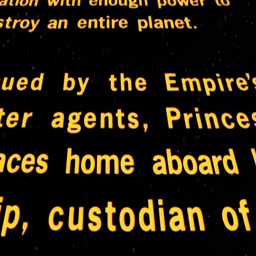 ation with enough power to
stroy an entire planet.
ued by the Empire's
ter agents, Princes
aces home aboard h
ip, custodian of